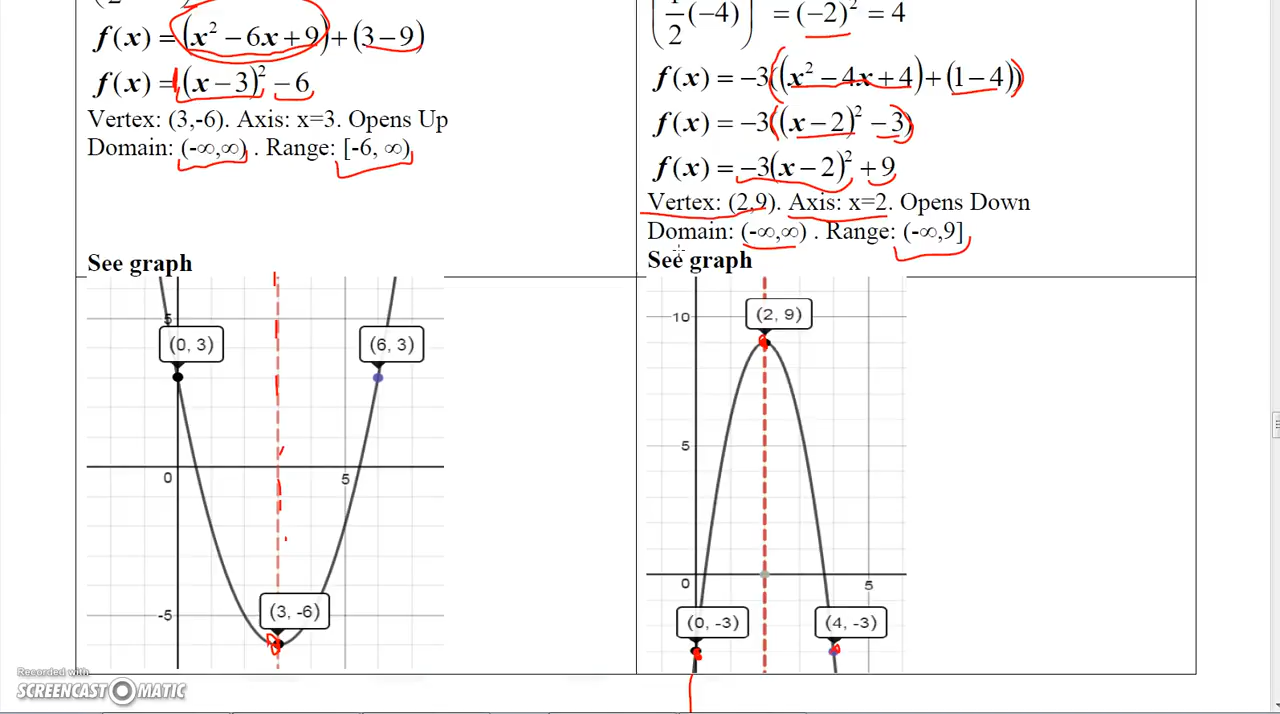 f(x) = (x² − 6x + 9) + (3 − 9)
f(x) = (x − 3)² − 6
Vertex: (3,-6). Axis: x=3. Opens Up
Domain: (-∞,∞) . Range: [-6, ∞)
See graph
5
(0, 3)
(6, 3)
0
5
-5
(3, -6)
[1/2(−4)]² = (−2)² = 4
f(x) = −3((x² − 4x + 4) + (1 − 4))
f(x) = −3((x − 2)² − 3)
f(x) = −3(x − 2)² + 9
Vertex: (2,9). Axis: x=2. Opens Down
Domain: (-∞,∞) . Range: (-∞,9]
See graph
10
(2, 9)
5
0
5
(0, -3)
(4, -3)
Recorded with
SCREENCAST O MATIC